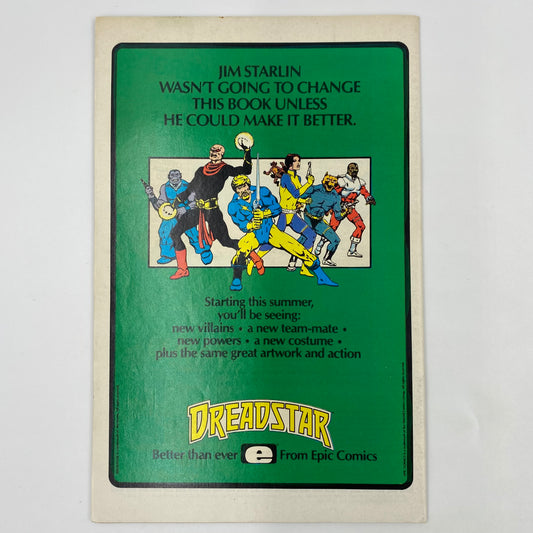 JIM STARLIN
WASN'T GOING TO CHANGE
THIS BOOK UNLESS
HE COULD MAKE IT BETTER.
Starting this summer,
you'll be seeing:
new villains • a new team-mate •
new powers • a new costume •
plus the same great artwork and action
DREADSTAR
Better than ever e From Epic Comics